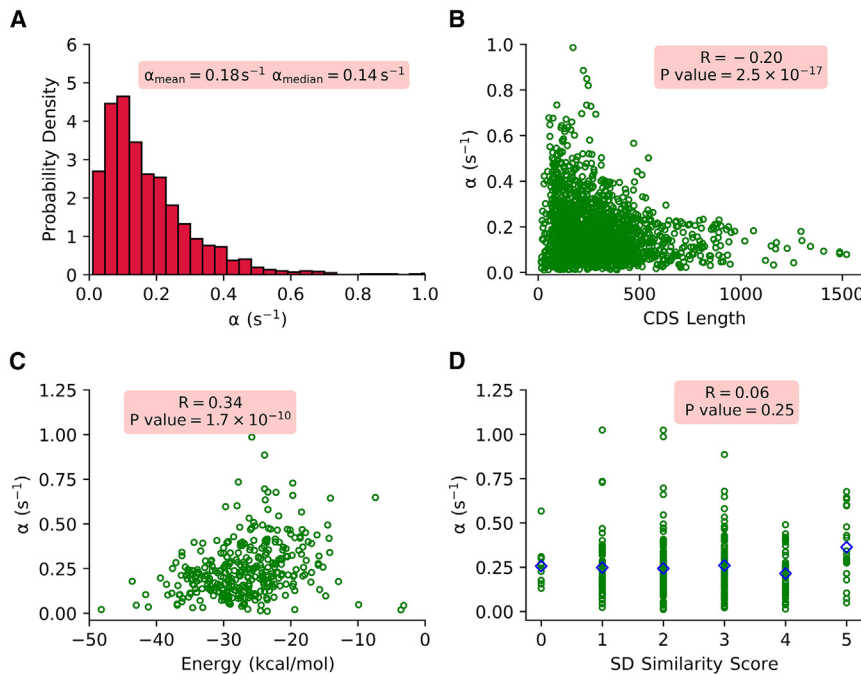 A
6
5
4
3
2
1
0
Probability Density
α_mean = 0.18 s⁻¹ α_median = 0.14 s⁻¹
0.0 0.2 0.4 0.6 0.8 1.0
α (s⁻¹)
B
1.0
0.8
0.6
0.4
0.2
0.0
α (s⁻¹)
R = −0.20
P value = 2.5 × 10⁻¹⁷
0 500 1000 1500
CDS Length
C
1.25
1.00
0.75
0.50
0.25
0.00
α (s⁻¹)
R = 0.34
P value = 1.7 × 10⁻¹⁰
−50 −40 −30 −20 −10 0
Energy (kcal/mol)
D
1.25
1.00
0.75
0.50
0.25
0.00
α (s⁻¹)
R = 0.06
P value = 0.25
0 1 2 3 4 5
SD Similarity Score